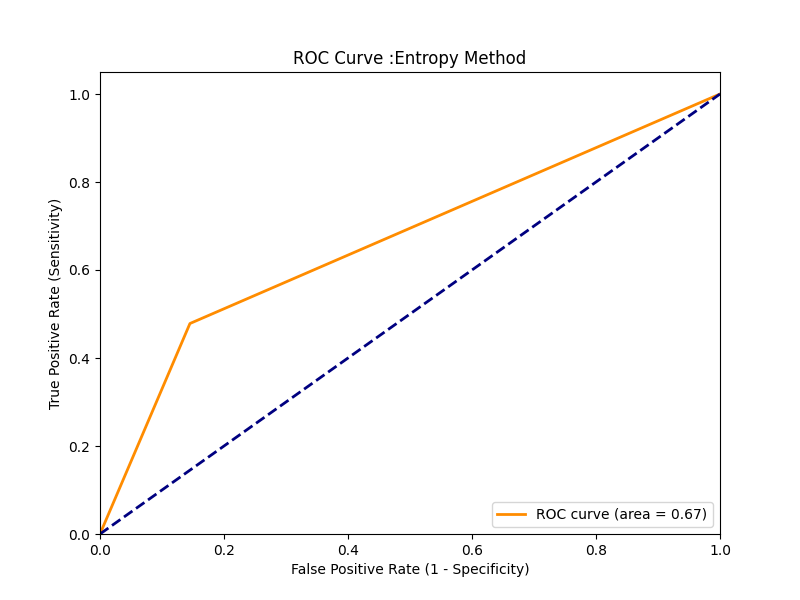 ROC Curve :Entropy Method
1.0
0.8
0.6
0.4
0.2
0.0
True Positive Rate (Sensitivity)
ROC curve (area = 0.67)
0.0 0.2 0.4 0.6 0.8 1.0
False Positive Rate (1 - Specificity)